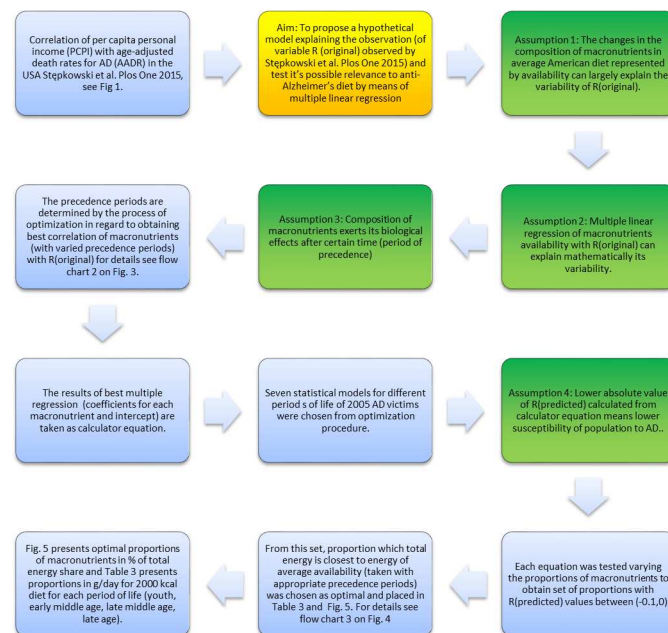 Correlation of per capita personal
income (PCPI) with age-adjusted
death rates for AD (AADR) in the
USA Stępkowski et al. Plos One 2015,
see Fig 1.
Aim: To propose a hypothetical
model explaining the observation (of
variable R (original) observed by
Stępkowski et al. Plos One 2015) and
test it's possible relevance to anti-
Alzheimer's diet by means of
multiple linear regression
Assumption 1: The changes in the
composition of macronutrients in
average American diet represented
by availability can largely explain the
variability of R(original).
The precedence periods are
determined by the process of
optimization in regard to obtaining
best correlation of macronutrients
(with varied precedence periods)
with R(original) for details see flow
chart 2 on Fig. 3.
Assumption 3: Composition of
macronutrients exerts its biological
effects after certain time (period of
precedence)
Assumption 2: Multiple linear
regression of macronutrients
availability with R(original) can
explain mathematically its
variability.
The results of best multiple
regression (coefficients for each
macronutrient and intercept) are
taken as calculator equation.
Seven statistical models for different
period s of life of 2005 AD victims
were chosen from optimization
procedure.
Assumption 4: Lower absolute value
of R(predicted) calculated from
calculator equation means lower
susceptibility of population to AD..
Fig. 5 presents optimal proportions
of macronutrients in % of total
energy share and Table 3 presents
proportions in g/day for 2000 kcal
diet for each period of life (youth,
early middle age, late middle age,
late age).
From this set, proportion which total
energy is closest to energy of
average availability (taken with
appropriate precedence periods)
was chosen as optimal and placed in
Table 3 and Fig. 5. For details see
flow chart 3 on Fig. 4
Each equation was tested varying
the proportions of macronutrients to
obtain set of proportions with
R(predicted) values between (-0.1,0)